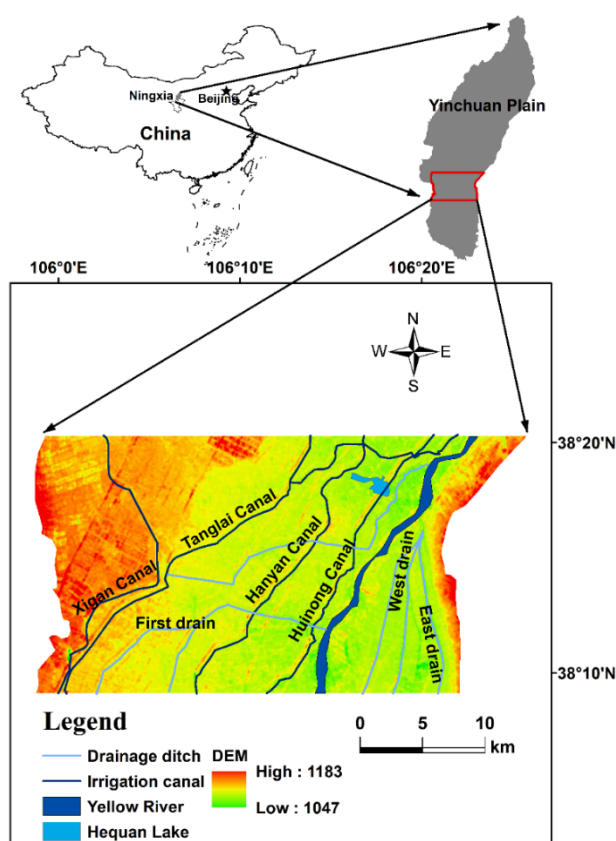 Ningxia
Beijing
China
Yinchuan Plain
106°0'E
106°10'E
106°20'E
N
W
E
S
38°20'N
Tanglai Canal
Xigan Canal
Hanyan Canal
Huinong Canal
First drain
West drain
East drain
38°10'N
Legend
Drainage ditch
Irrigation canal
Yellow River
Hequan Lake
DEM
High : 1183
Low : 1047
0 5 10
km